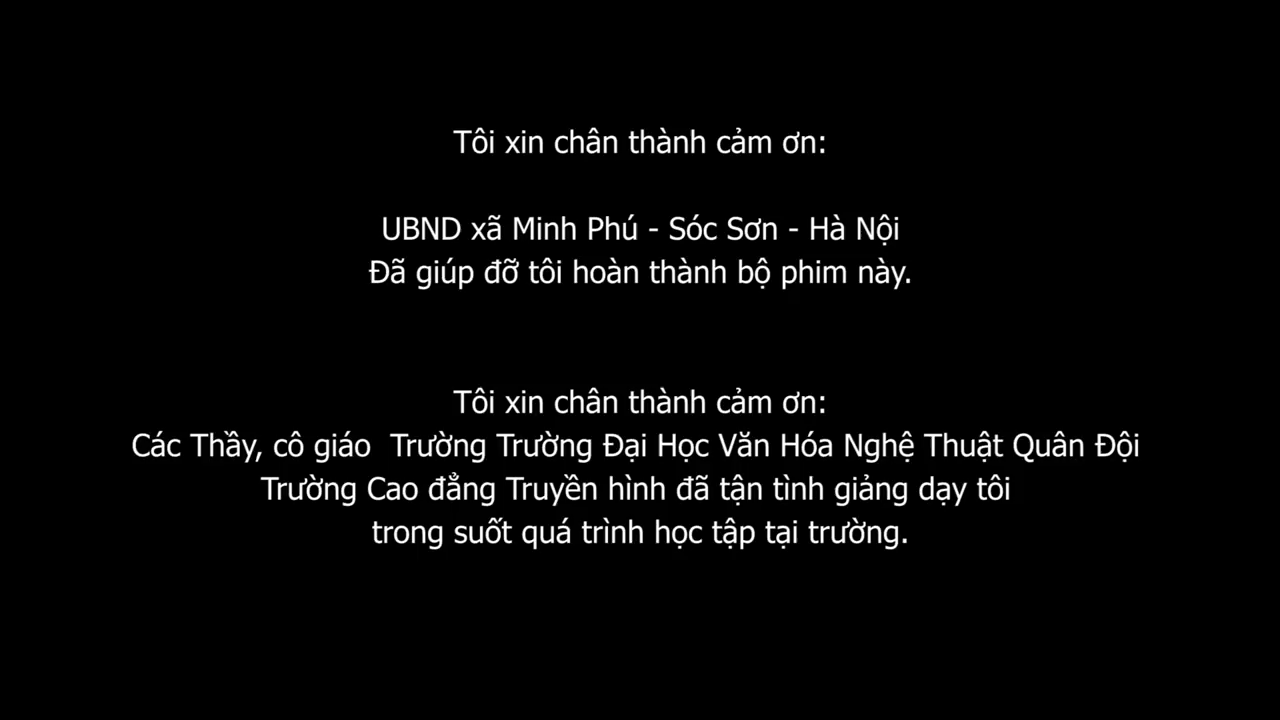 Tôi xin chân thành cảm ơn:
UBND xã Minh Phú - Sóc Sơn - Hà Nội
Đã giúp đỡ tôi hoàn thành bộ phim này.
Tôi xin chân thành cảm ơn:
Các Thầy, cô giáo  Trường Trường Đại Học Văn Hóa Nghệ Thuật Quân Đội
Trường Cao đẳng Truyền hình đã tận tình giảng dạy tôi
trong suốt quá trình học tập tại trường.